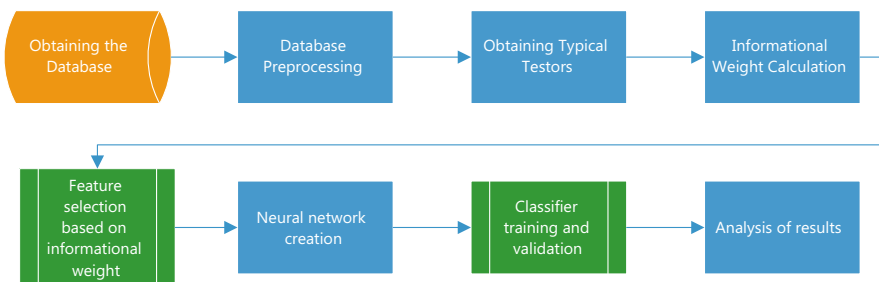 Obtaining the
Database
Database
Preprocessing
Obtaining Typical
Testors
Informational
Weight Calculation
Feature
selection
based on
informational
weight
Neural network
creation
Classifier
training and
validation
Analysis of results